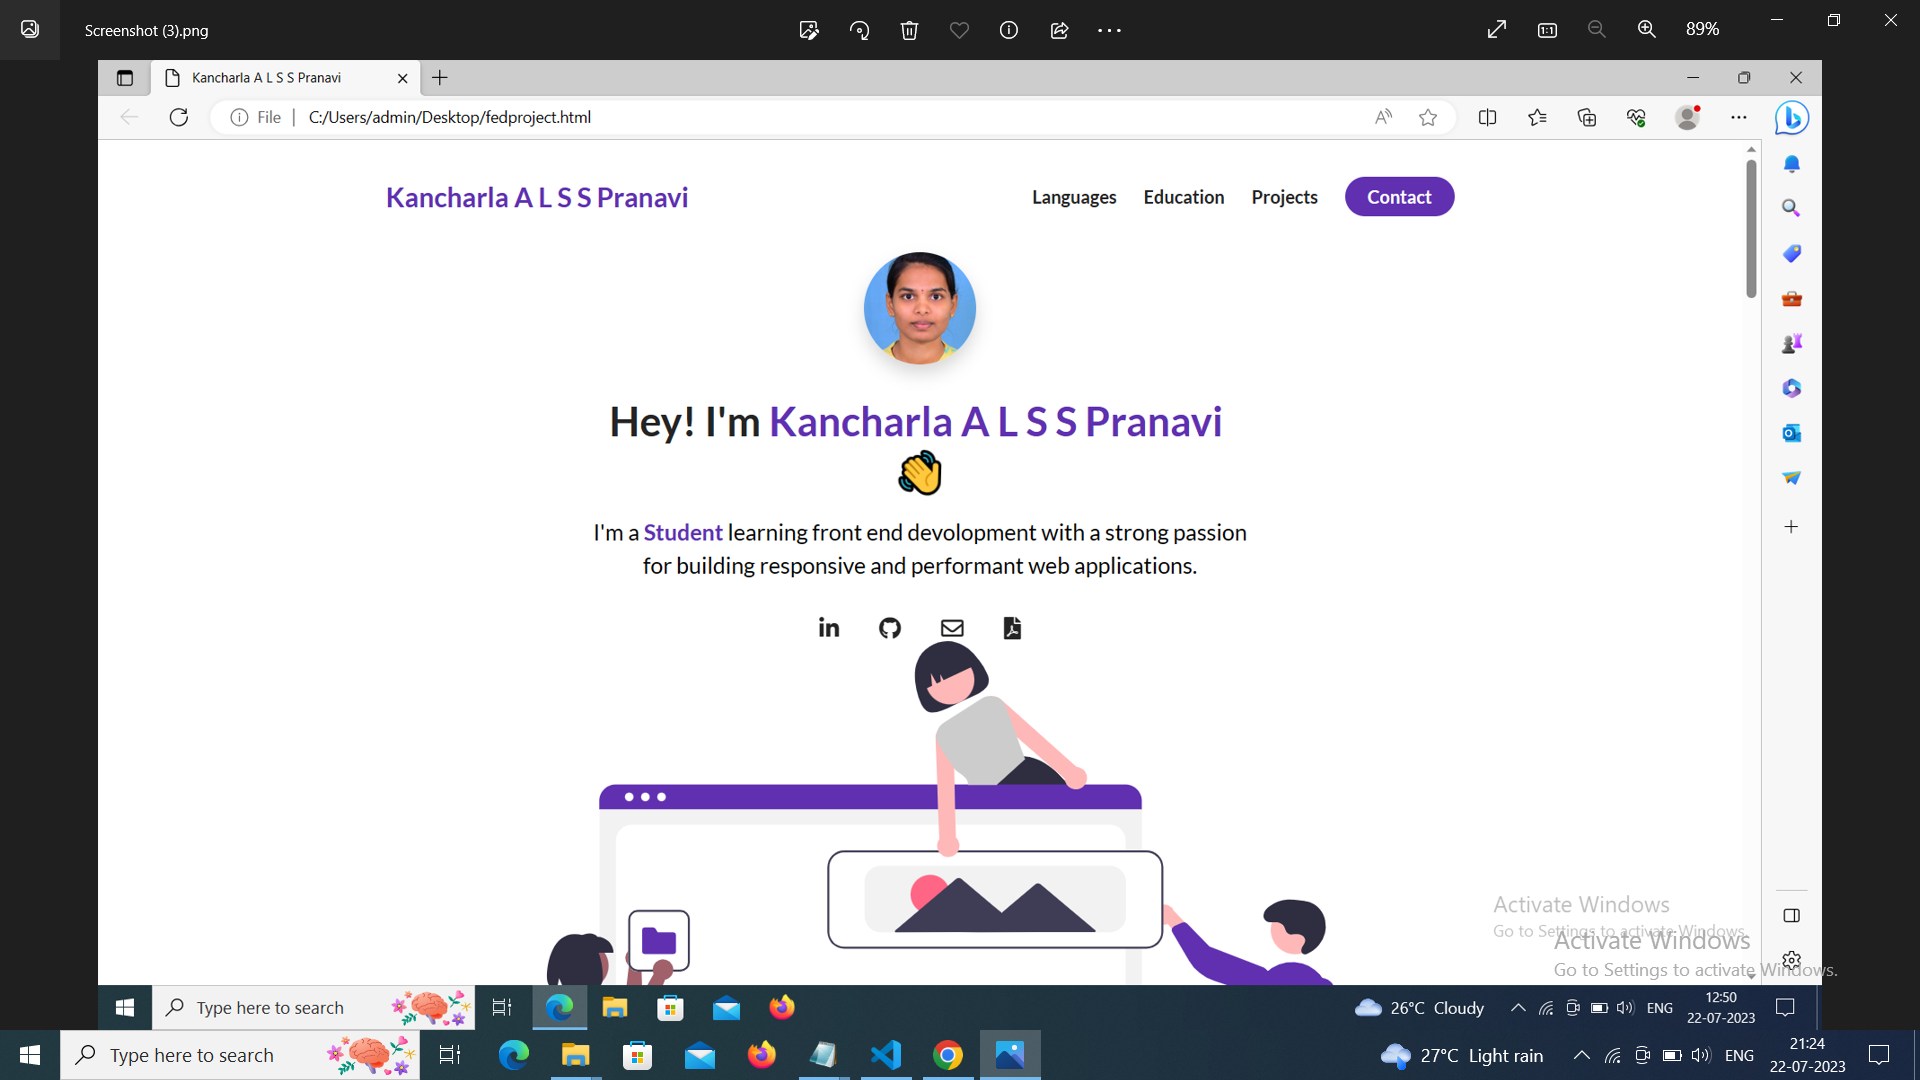 Screenshot (3).png
89%
Kancharla A L S S Pranavi
File | C:/Users/admin/Desktop/fedproject.html
Kancharla A L S S Pranavi
Languages Education Projects Contact
Hey! I'm Kancharla A L S S Pranavi
I'm a Student learning front end devolopment with a strong passion
for building responsive and performant web applications.
Activate Windows
Go to Settings to activate Windows.
Activate Windows
Go to Settings to activate Windows.
Type here to search
26°C Cloudy
ENG
12:50
22-07-2023
Type here to search
27°C Light rain
ENG
21:24
22-07-2023